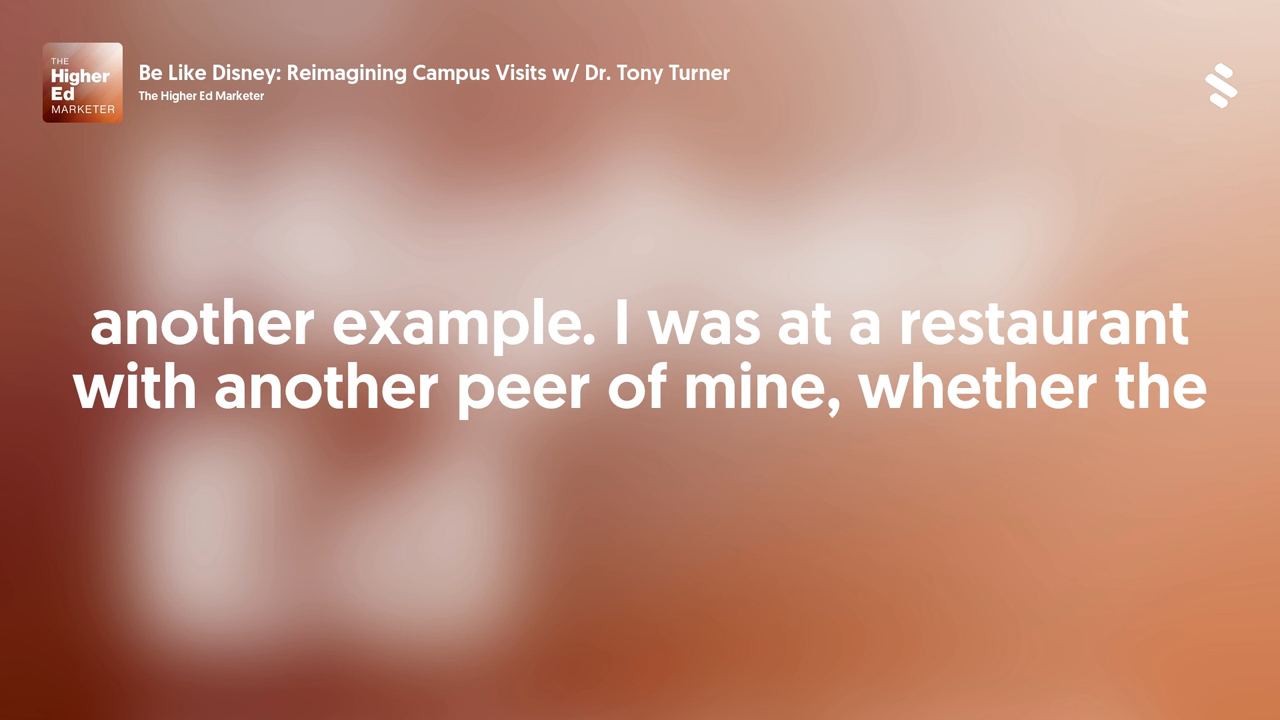 THE
Higher
Ed
MARKETER
Be Like Disney: Reimagining Campus Visits w/ Dr. Tony Turner
The Higher Ed Marketer
another example. I was at a restaurant
with another peer of mine, whether the